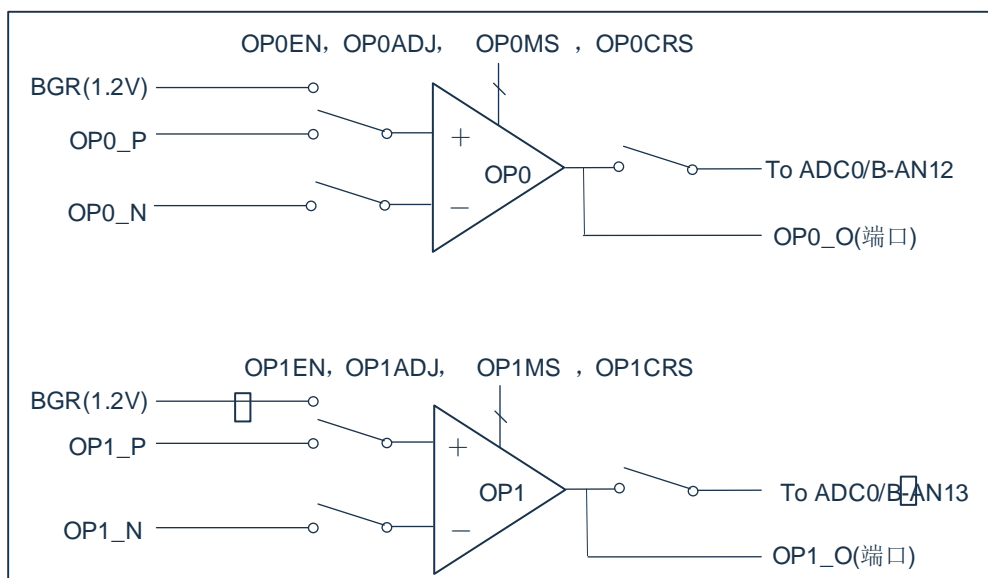 OP0EN，OP0ADJ， OP0MS ，OP0CRS
BGR(1.2V)
OP0_P
+
OP0
To ADC0/B-AN12
OP0_N
−
OP0_O(端口)
OP1EN，OP1ADJ， OP1MS ，OP1CRS
BGR(1.2V)
OP1_P
+
OP1
To ADC0/B-AN13
OP1_N
−
OP1_O(端口)